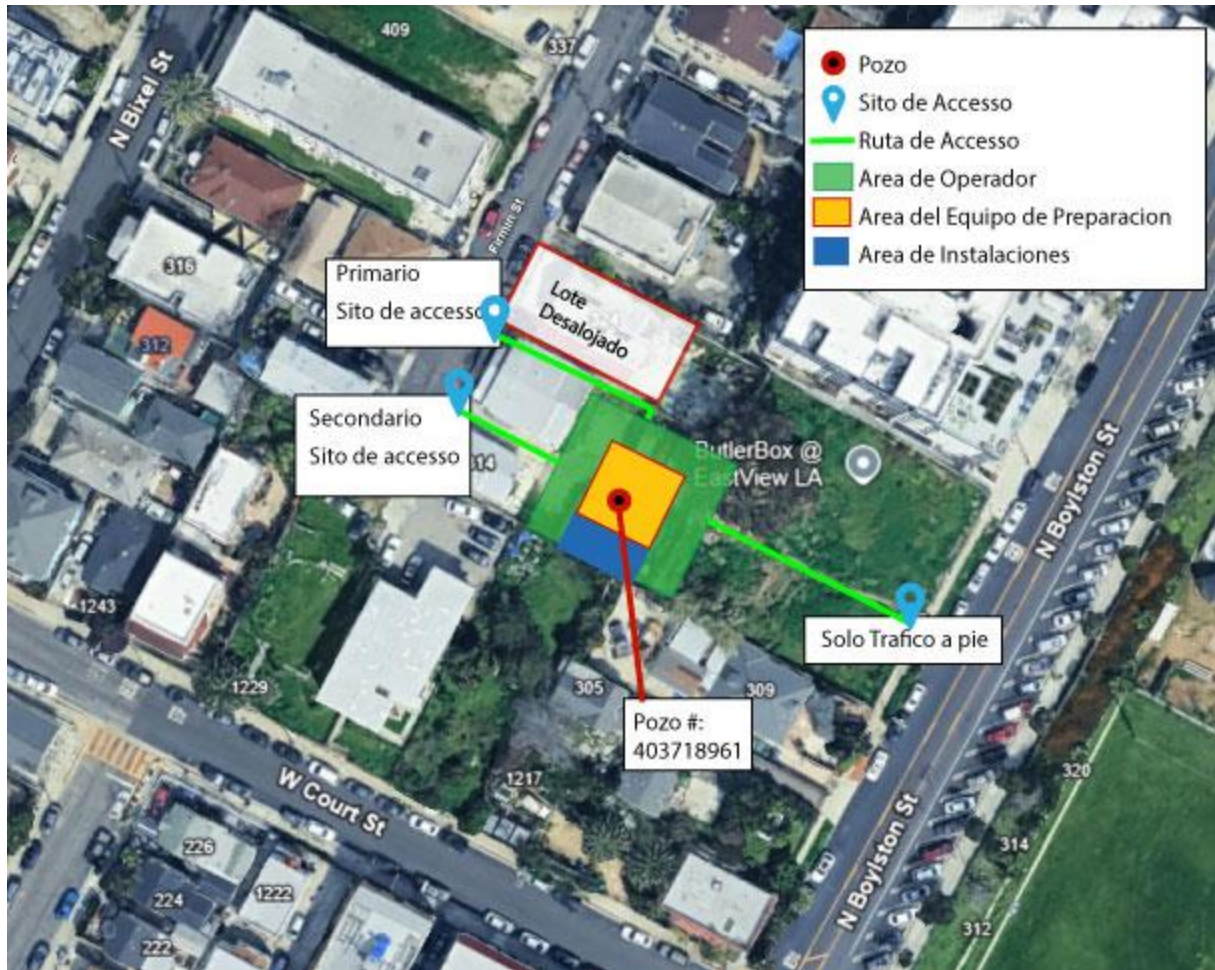 409
337
N Bixel St
Firmin St
Pozo
Sito de Accesso
Ruta de Accesso
Area de Operador
Area del Equipo de Preparacion
Area de Instalaciones
316
Primario
Sito de acceso
Lote
Desalojado
312
Secondario
Sito de acceso
314
ButlerBox @
EastView LA
N Boylston St
1243
Solo Trafico a pie
1229
305
309
Pozo #:
403718961
320
1217
W Court St
N Boylston St
314
226
224
1222
222
312